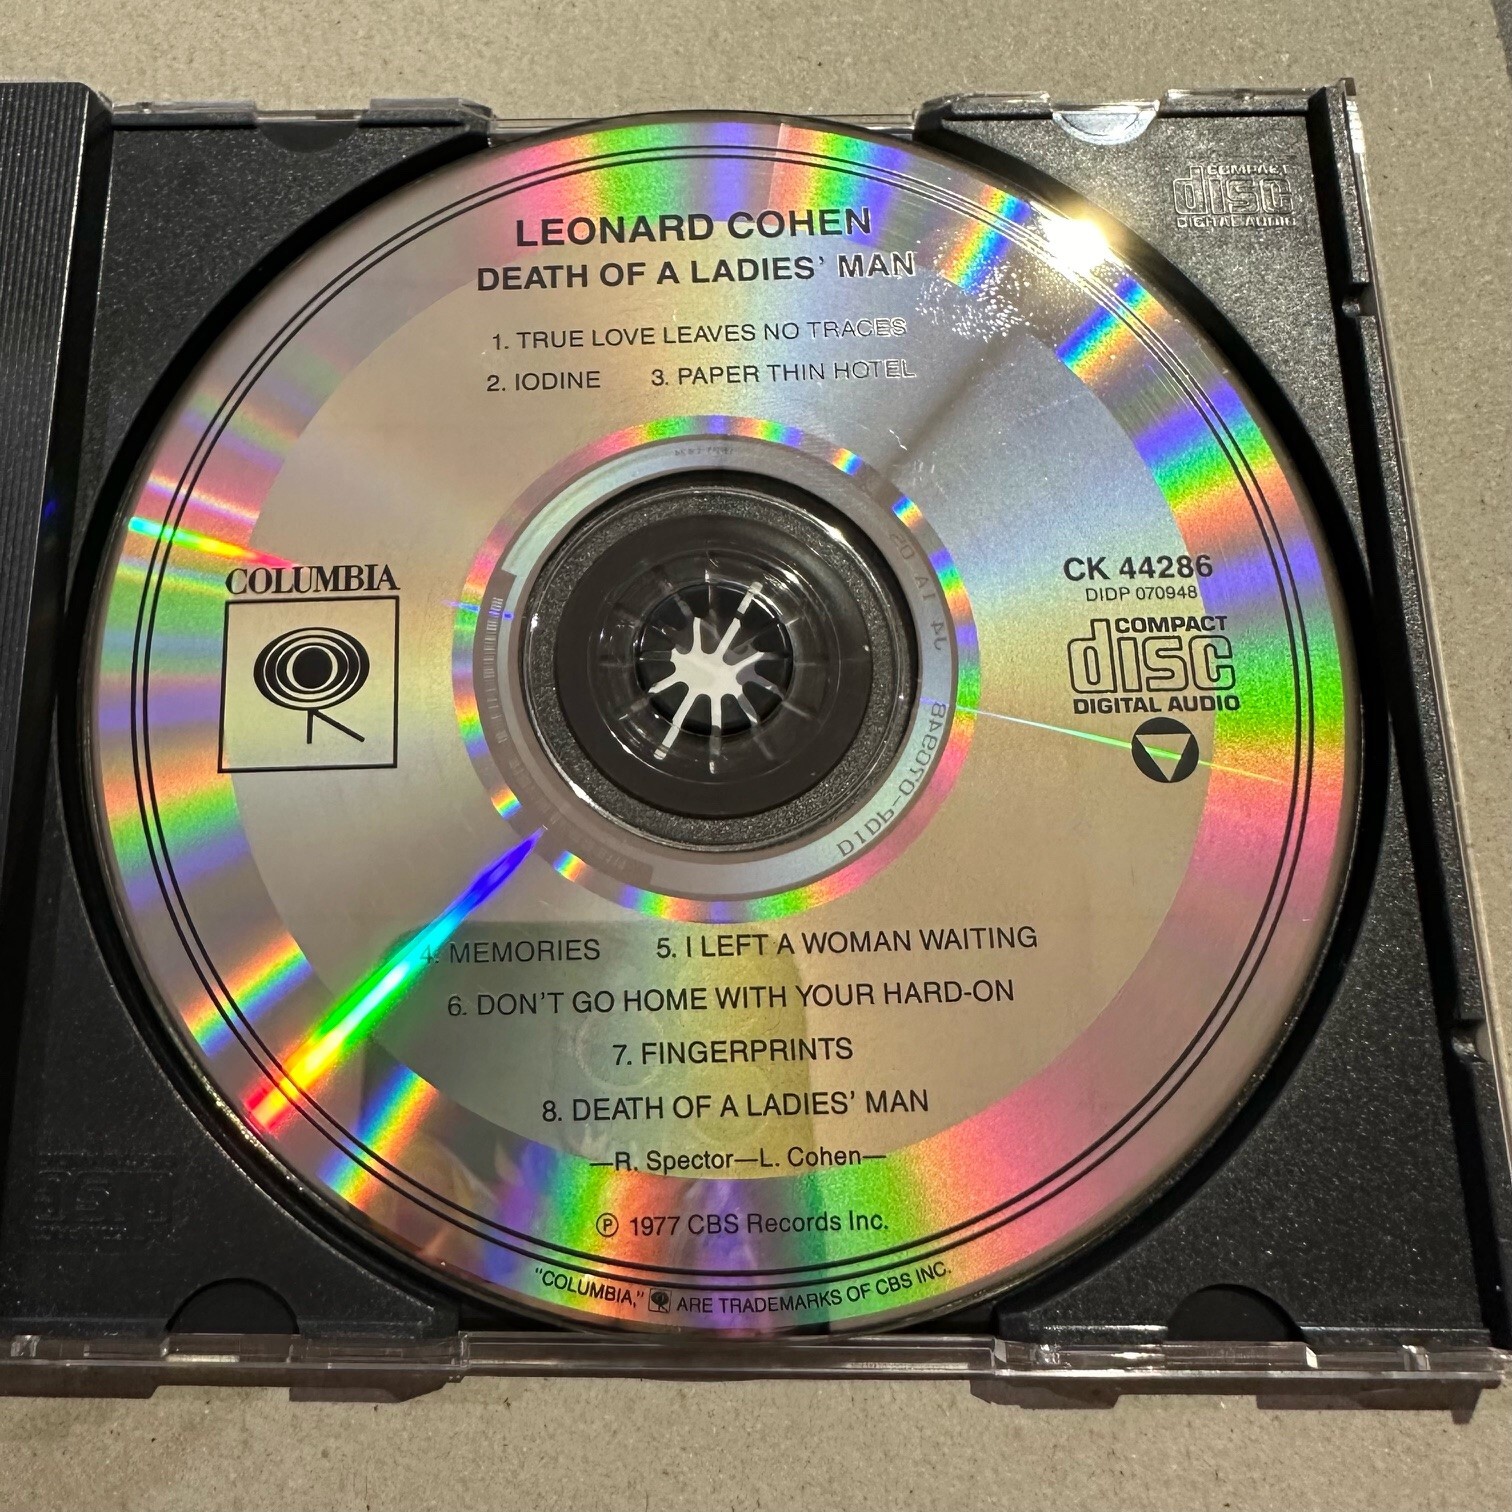 COMPACT
disc
DIGITAL AUDIO
LEONARD COHEN
DEATH OF A LADIES' MAN
1. TRUE LOVE LEAVES NO TRACES
2. IODINE 3. PAPER THIN HOTEL
COLUMBIA
CK 44286
DIDP 070948
COMPACT
disc
DIGITAL AUDIO
DIDP-070948
4. MEMORIES 5. I LEFT A WOMAN WAITING
6. DON'T GO HOME WITH YOUR HARD-ON
7. FINGERPRINTS
8. DEATH OF A LADIES' MAN
—R. Spector—L. Cohen—
℗ 1977 CBS Records Inc.
"COLUMBIA," ARE TRADEMARKS OF CBS INC.